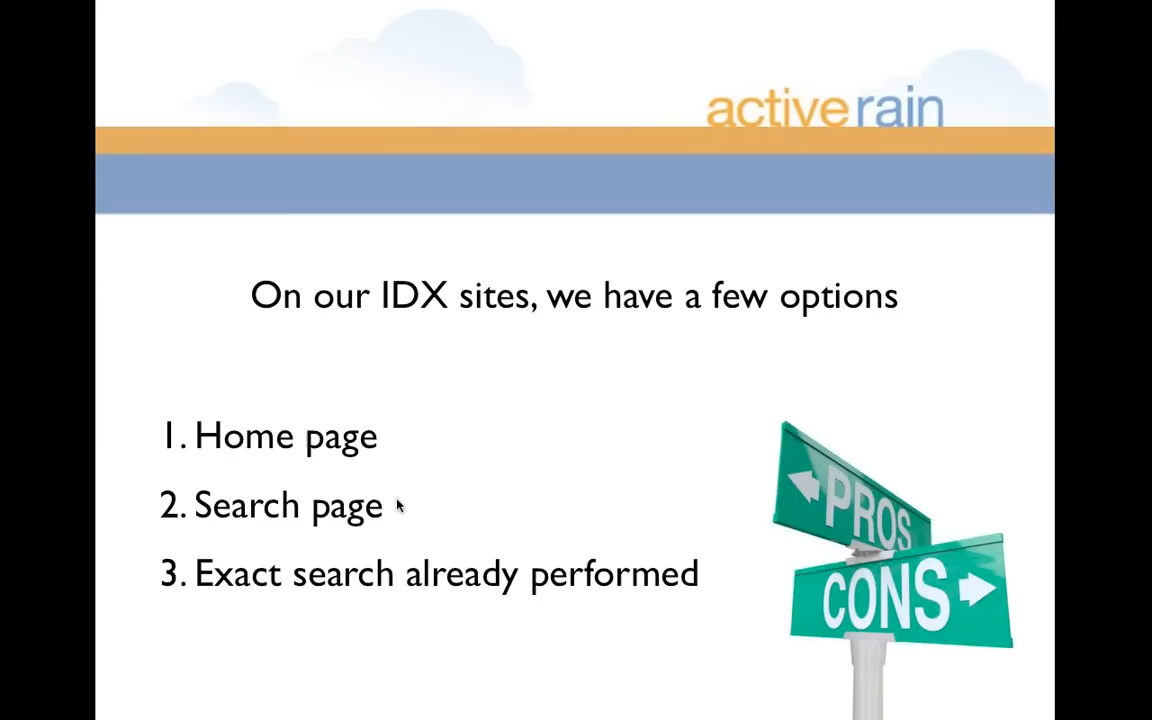 activerain
On our IDX sites, we have a few options
1. Home page
2. Search page
3. Exact search already performed
PROS
CONS